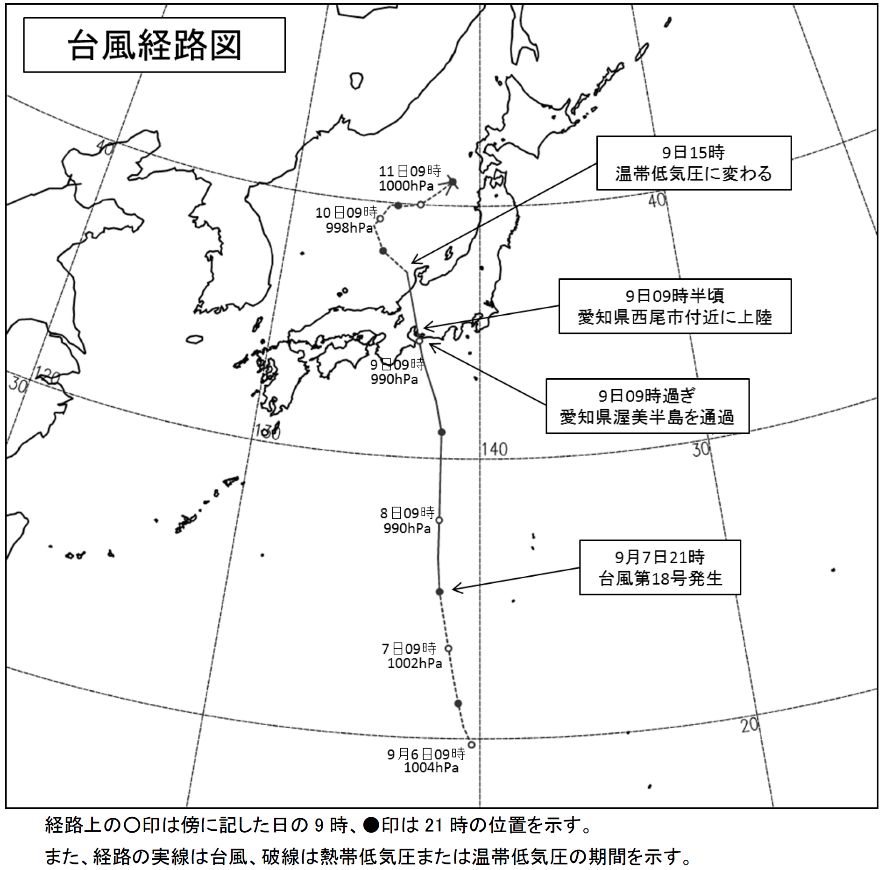 台風経路図
40
11日09時
1000hPa
9日15時
温帯低気圧に変わる
40
10日09時
998hPa
9日09時半頃
愛知県西尾市付近に上陸
9日09時
990hPa
120
30
9日09時過ぎ
愛知県渥美半島を通過
130
140
30
8日09時
990hPa
9月7日21時
台風第18号発生
7日09時
1002hPa
20
9月6日09時
1004hPa
経路上の○印は傍に記した日の9時、●印は21時の位置を示す。
また、経路の実線は台風、破線は熱帯低気圧または温帯低気圧の期間を示す。